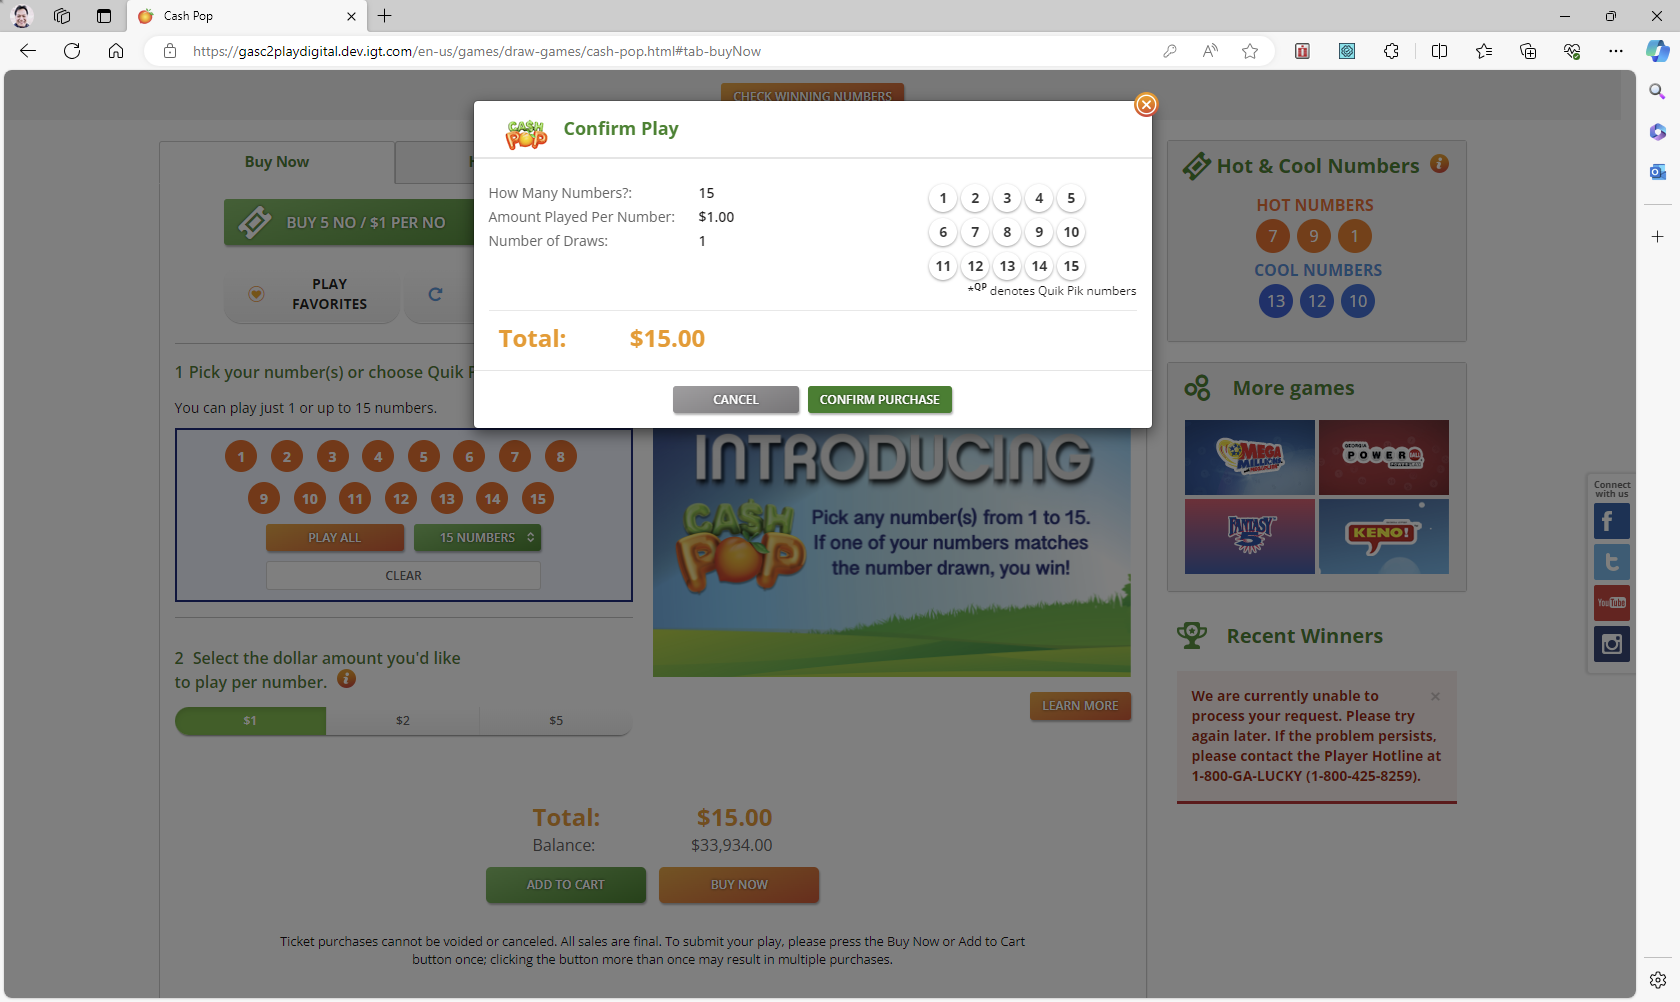 Cash Pop
https://gasc2playdigital.dev.igt.com/en-us/games/draw-games/cash-pop.html#tab-buyNow
CHECK WINNING NUMBERS
CASH POP
Confirm Play
How Many Numbers?: 15
Amount Played Per Number: $1.00
Number of Draws: 1
1 2 3 4 5
6 7 8 9 10
11 12 13 14 15
*QP denotes Quik Pik numbers
Total: $15.00
CANCEL CONFIRM PURCHASE
Buy Now
BUY 5 NO / $1 PER NO
PLAY
FAVORITES
1 Pick your number(s) or choose Quik
You can play just 1 or up to 15 numbers.
1 2 3 4 5 6 7 8
9 10 11 12 13 14 15
PLAY ALL 15 NUMBERS
CLEAR
2 Select the dollar amount you'd like
to play per number.
$1 $2 $5
INTRODUCING
CA$H POP
Pick any number(s) from 1 to 15.
If one of your numbers matches
the number drawn, you win!
LEARN MORE
Total: $15.00
Balance: $33,934.00
ADD TO CART BUY NOW
Ticket purchases cannot be voided or canceled. All sales are final. To submit your play, please press the Buy Now or Add to Cart
button once; clicking the button more than once may result in multiple purchases.
Hot & Cool Numbers
HOT NUMBERS
7 9 1
COOL NUMBERS
13 12 10
More games
MEGA MILLIONS
GEORGIA POWERBALL
FANTASY 5
KENO!
Recent Winners
We are currently unable to
process your request. Please try
again later. If the problem persists,
please contact the Player Hotline at
1-800-GA-LUCKY (1-800-425-8259).
Connect
with us
YouTube